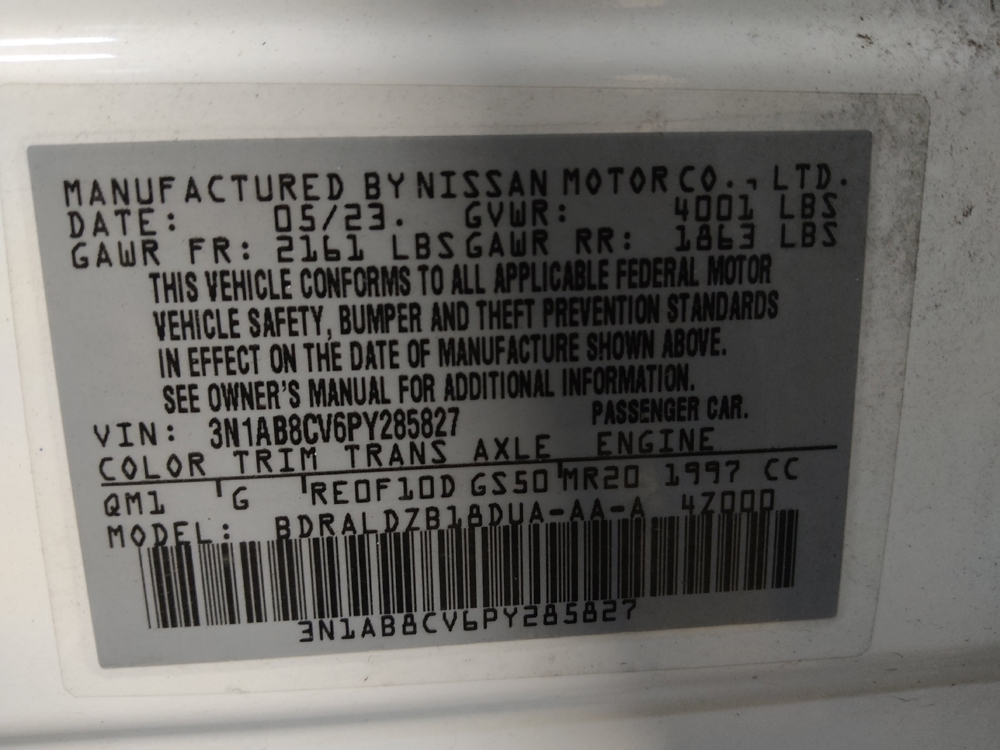 MANUFACTURED BY NISSAN MOTOR CO., LTD.
DATE: 05/23. GVWR: 4001 LBS
GAWR FR: 2161 LBS GAWR RR: 1863 LBS
THIS VEHICLE CONFORMS TO ALL APPLICABLE FEDERAL MOTOR
VEHICLE SAFETY, BUMPER AND THEFT PREVENTION STANDARDS
IN EFFECT ON THE DATE OF MANUFACTURE SHOWN ABOVE.
SEE OWNER'S MANUAL FOR ADDITIONAL INFORMATION.
PASSENGER CAR.
VIN: 3N1AB8CV6PY285827
COLOR TRIM TRANS AXLE ENGINE
QM1 G RE0F10D GS50 MR20 1997 CC
MODEL: BDRALDZB18DUA-AA-A 4Z000
3N1AB8CV6PY285827